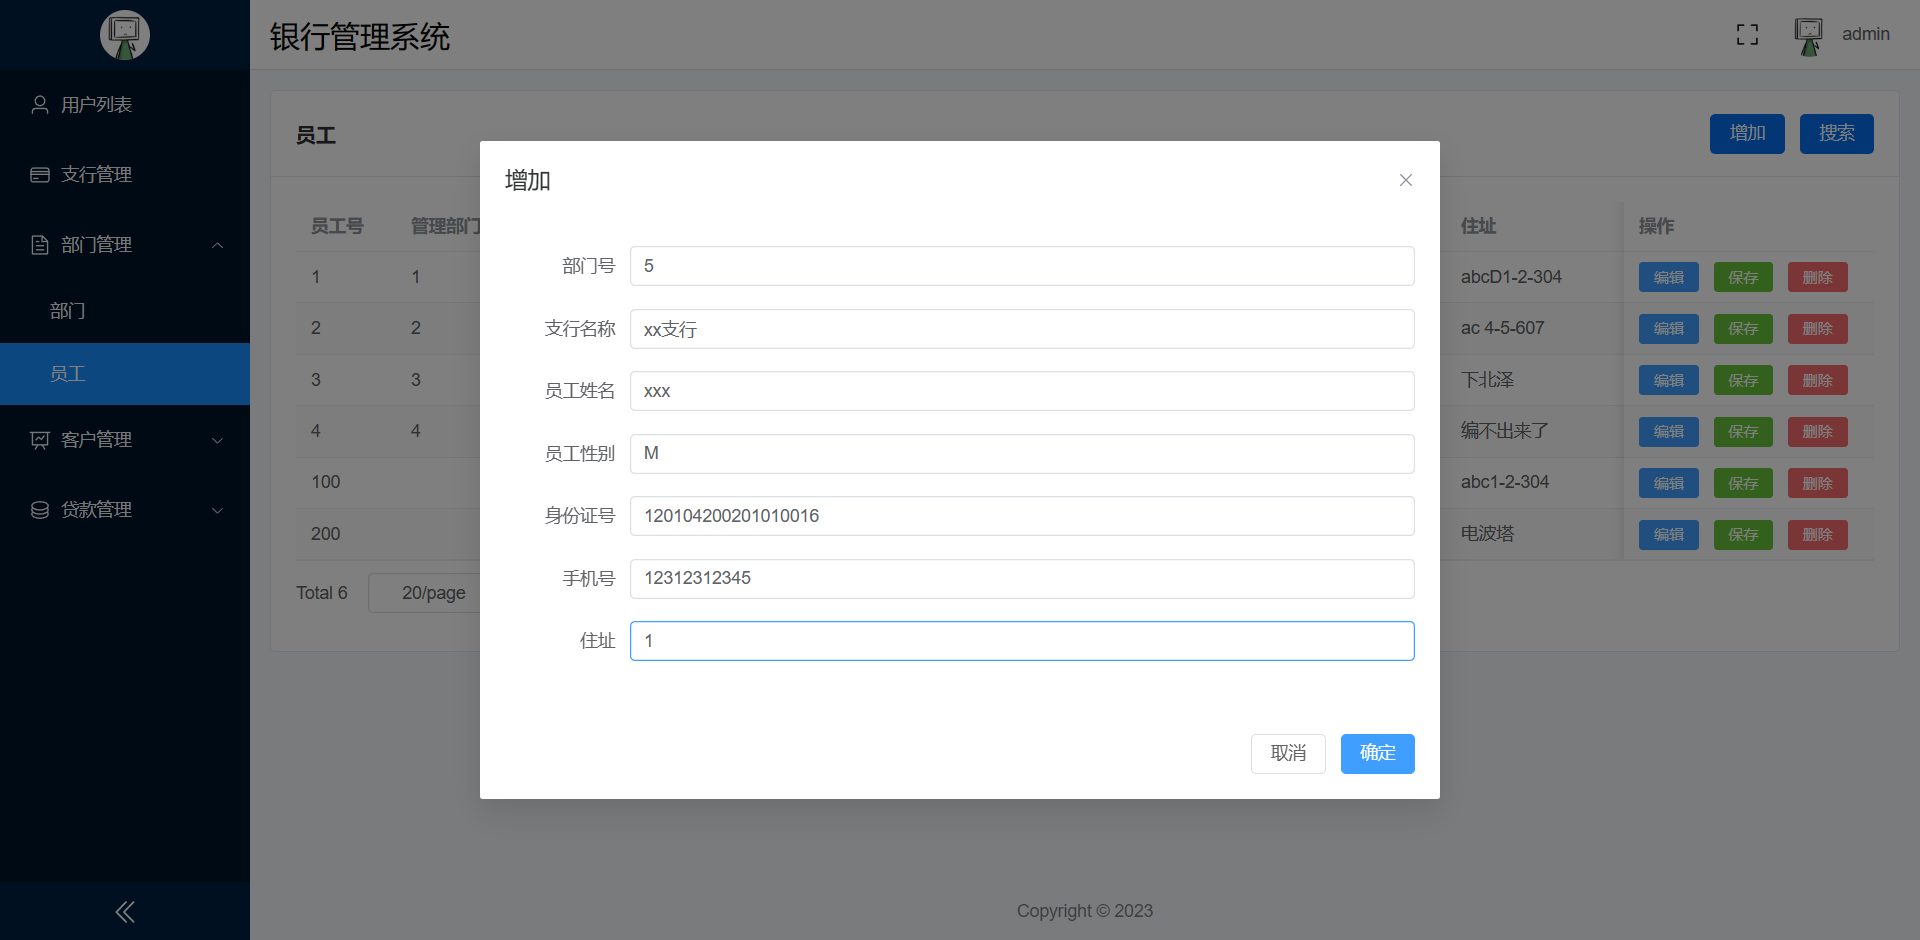 银行管理系统
admin
用户列表
支行管理
部门管理
部门
员工
客户管理
贷款管理
员工
增加 搜索
员工号 管理部门 住址 操作
1 1 abcD1-2-304 编辑 保存 删除
2 2 ac 4-5-607 编辑 保存 删除
3 3 下北泽 编辑 保存 删除
4 4 编不出来了 编辑 保存 删除
100 abc1-2-304 编辑 保存 删除
200 电波塔 编辑 保存 删除
Total 6 20/page
增加
部门号 5
支行名称 xx支行
员工姓名 xxx
员工性别 M
身份证号 120104200201010016
手机号 12312312345
住址 1
取消 确定
Copyright © 2023